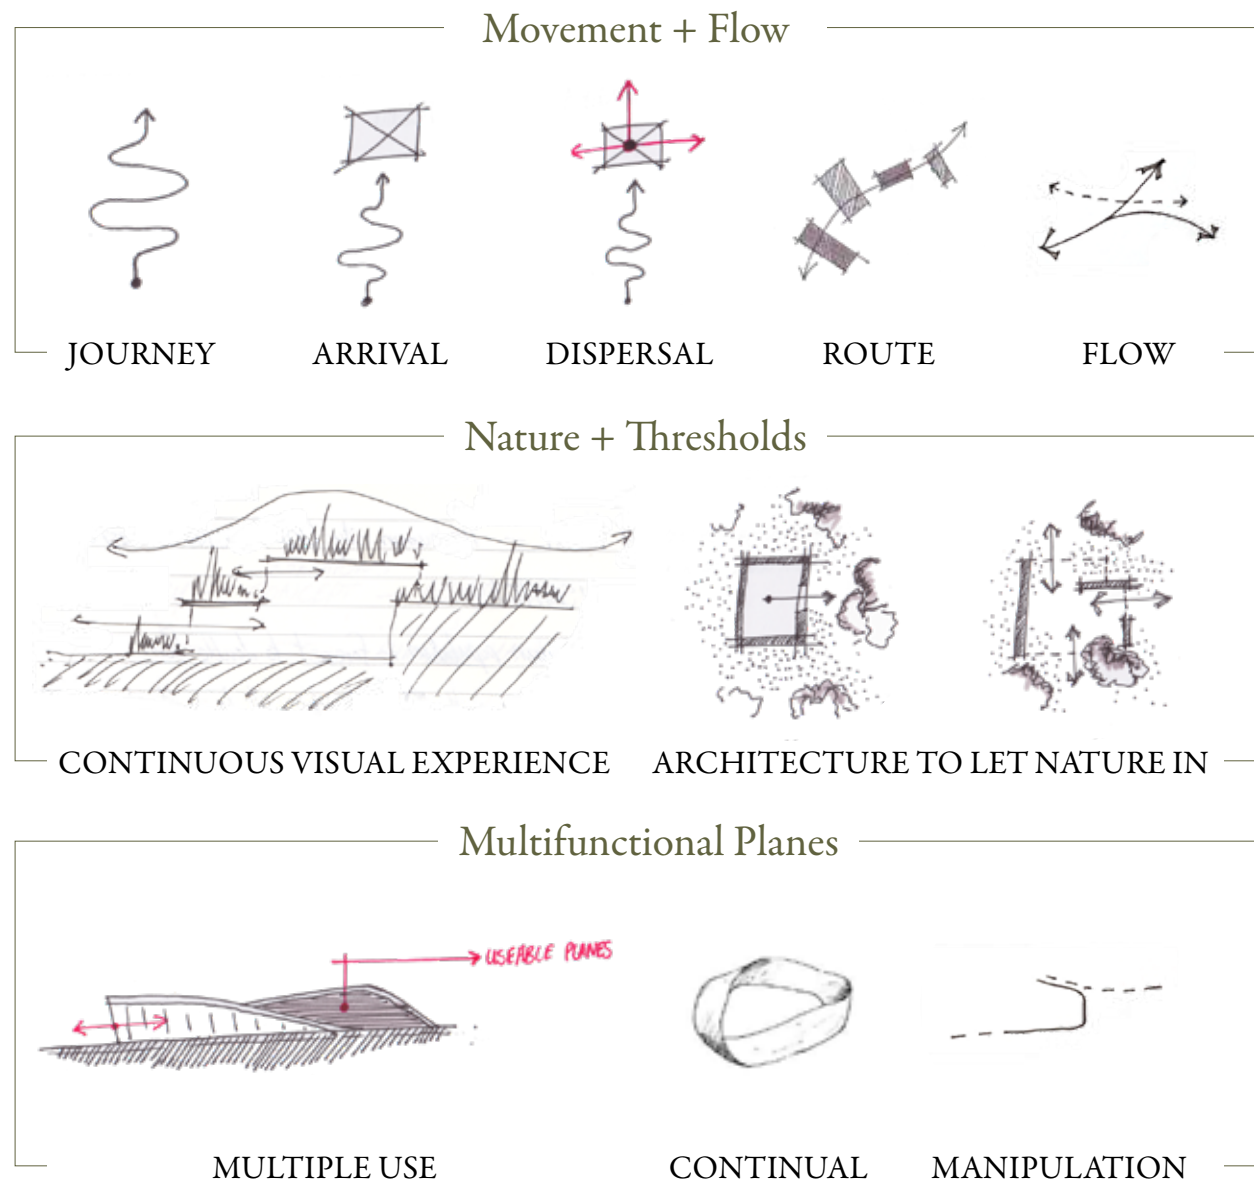 Movement + Flow
JOURNEY
ARRIVAL
DISPERSAL
ROUTE
FLOW
Nature + Thresholds
CONTINUOUS VISUAL EXPERIENCE
ARCHITECTURE TO LET NATURE IN
Multifunctional Planes
USEABLE PLANES
MULTIPLE USE
CONTINUAL
MANIPULATION